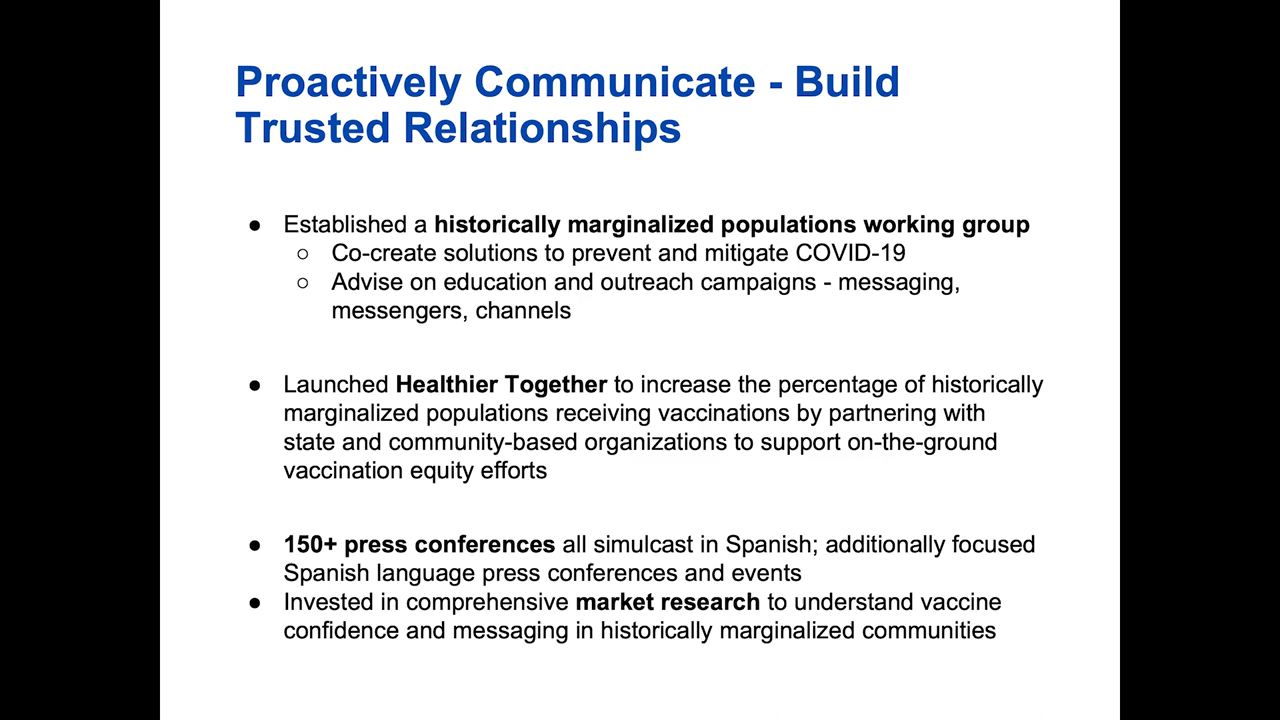 Proactively Communicate - Build
Trusted Relationships
● Established a historically marginalized populations working group
○ Co-create solutions to prevent and mitigate COVID-19
○ Advise on education and outreach campaigns - messaging,
messengers, channels
● Launched Healthier Together to increase the percentage of historically
marginalized populations receiving vaccinations by partnering with
state and community-based organizations to support on-the-ground
vaccination equity efforts
● 150+ press conferences all simulcast in Spanish; additionally focused
Spanish language press conferences and events
● Invested in comprehensive market research to understand vaccine
confidence and messaging in historically marginalized communities